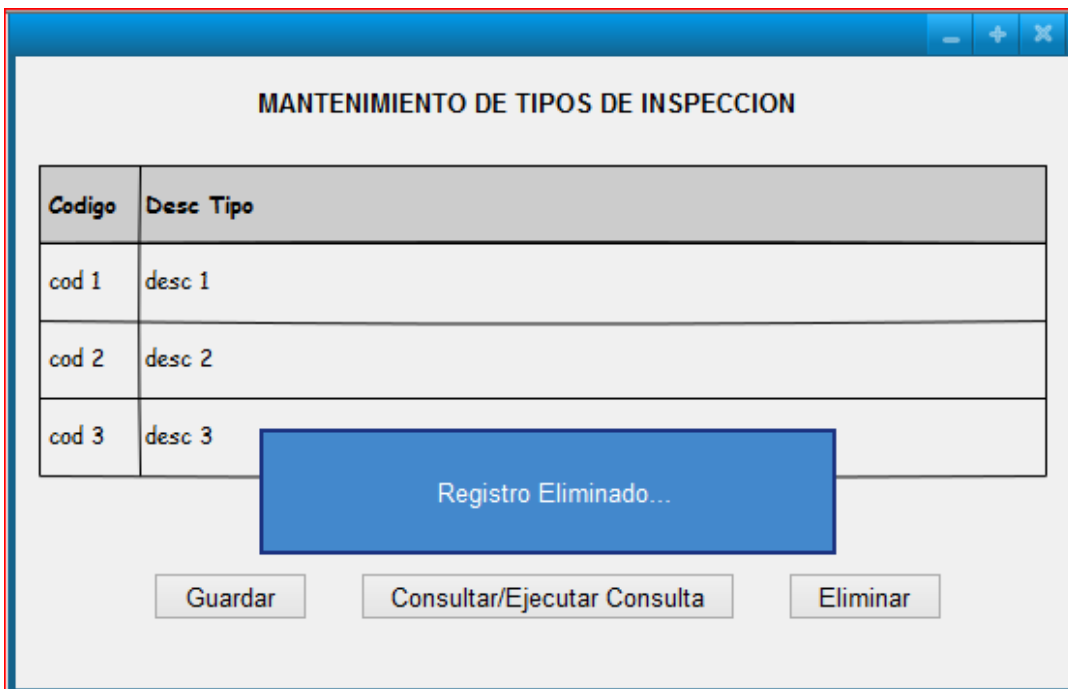 MANTENIMIENTO DE TIPOS DE INSPECCION
Codigo Desc Tipo
cod 1 desc 1
cod 2 desc 2
cod 3 desc 3
Registro Eliminado...
Guardar Consultar/Ejecutar Consulta Eliminar